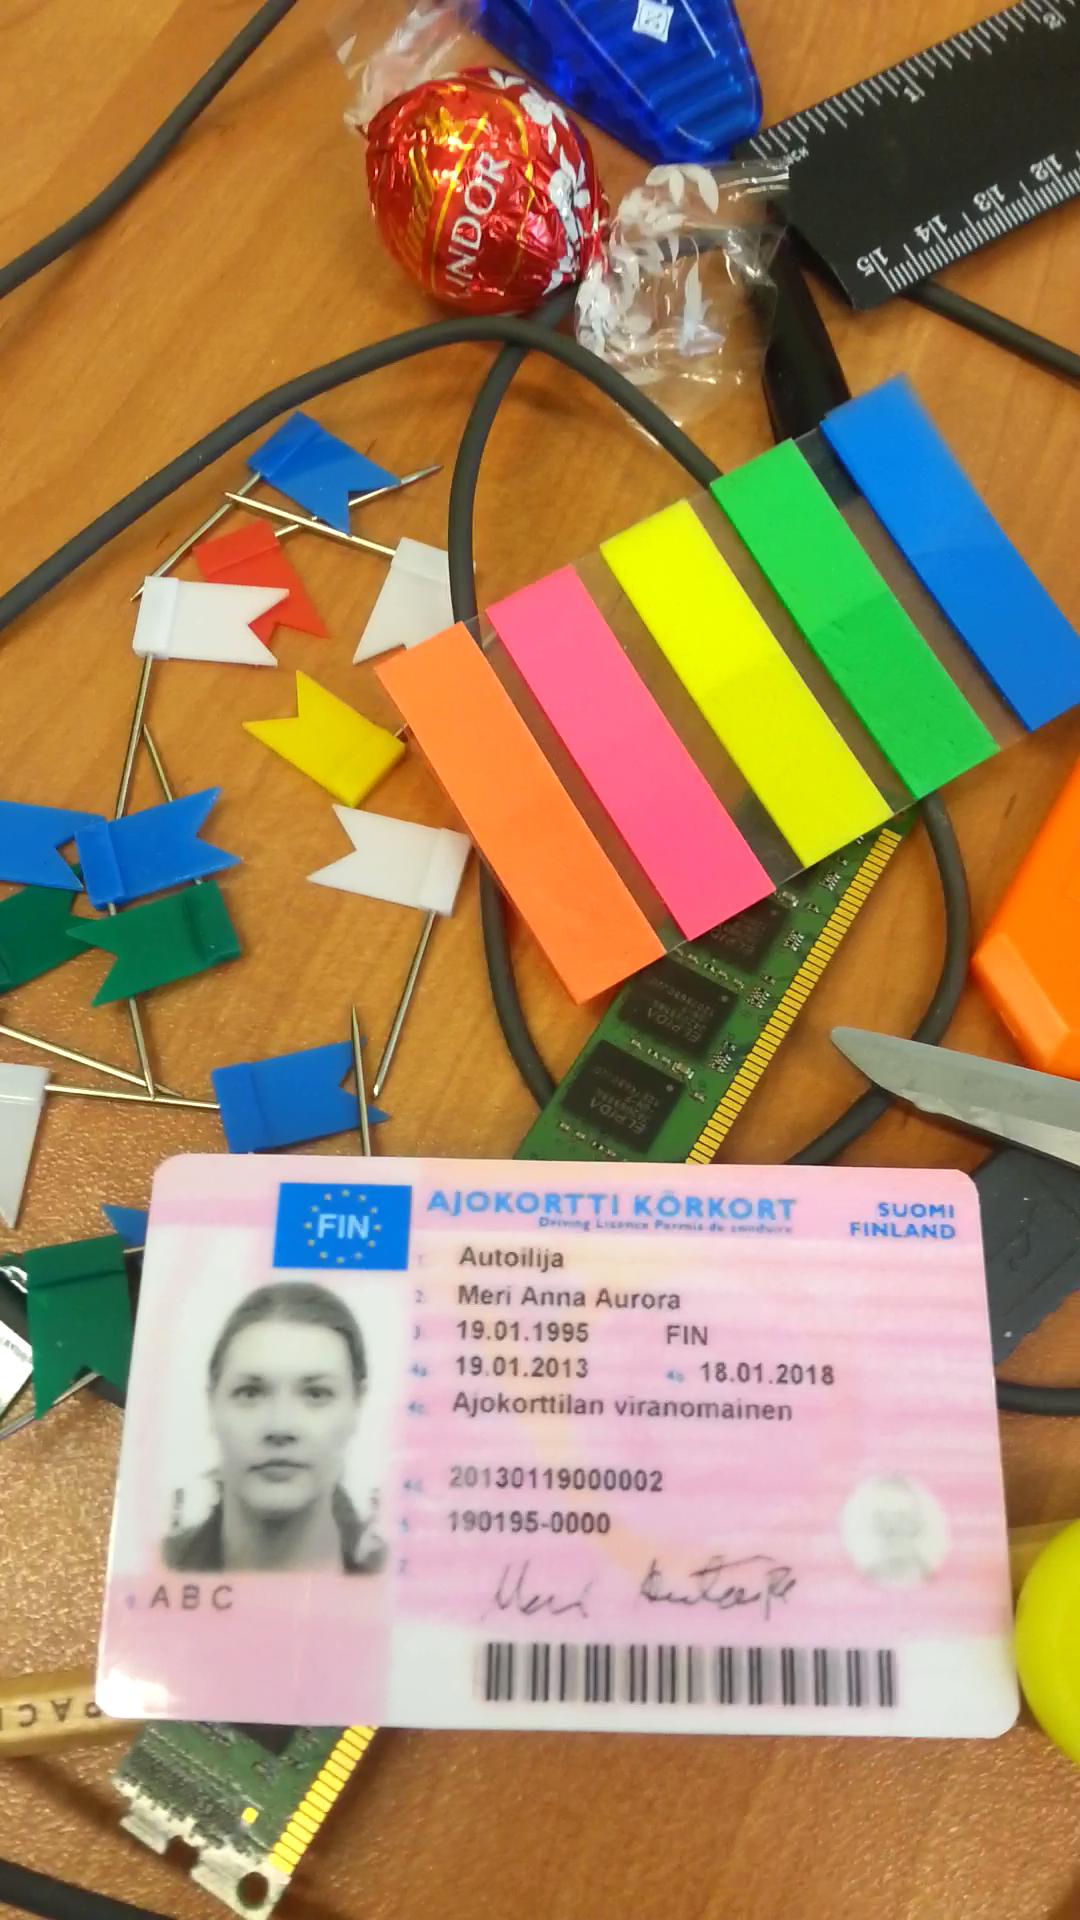 LINDOR
11
12
13
14
15
ELPIDA
ELPIDA
ELPIDA
FIN
AJOKORTTI KÖRKORT
Driving Licence Permis de conduire
SUOMI
FINLAND
1. Autoilija
2. Meri Anna Aurora
3. 19.01.1995 FIN
4a. 19.01.2013 4b. 18.01.2018
4c. Ajokorttilan viranomainen
4d. 20130119000002
5. 190195-0000
7.
9. ABC